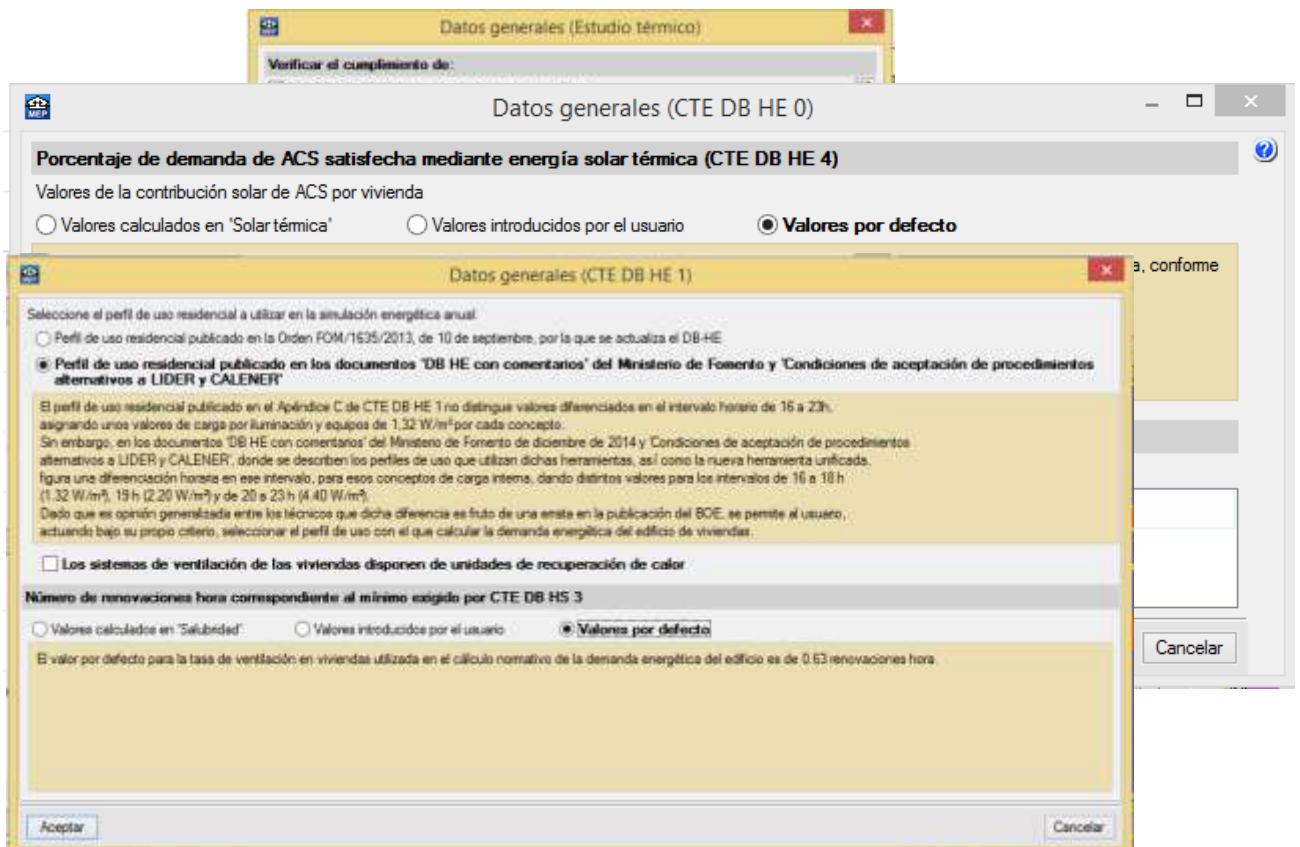 Datos generales (Estudio térmico)
Verificar el cumplimiento de:
MEP
Datos generales (CTE DB HE 0)
Porcentaje de demanda de ACS satisfecha mediante energía solar térmica (CTE DB HE 4)
Valores de la contribución solar de ACS por vivienda
Valores calculados en 'Solar térmica' Valores introducidos por el usuario Valores por defecto
a, conforme
Datos generales (CTE DB HE 1)
Seleccione el perfil de uso residencial a utilizar en la simulación energética anual:
Perfil de uso residencial publicado en la Orden FOM/1635/2013, de 10 de septiembre, por la que se actualiza el DB-HE
Perfil de uso residencial publicado en los documentos 'DB HE con comentarios' del Ministerio de Fomento y 'Condiciones de aceptación de procedimientos
alternativos a LIDER y CALENER'
El perfil de uso residencial publicado en el Apéndice C de CTE DB HE 1 no distingue valores diferenciados en el intervalo horario de 16 a 23h,
asignando unos valores de carga por iluminación y equipos de 1,32 W/m² por cada concepto.
Sin embargo, en los documentos 'DB HE con comentarios' del Ministerio de Fomento de diciembre de 2014 y 'Condiciones de aceptación de procedimientos
alternativos a LIDER y CALENER', donde se describen los perfiles de uso que utilizan dichas herramientas, así como la nueva herramienta unificada,
figura una diferenciación horaria en ese intervalo, para esos conceptos de carga interna, dando distintos valores para los intervalos de 16 a 18 h
(1.32 W/m²), 19 h (2.20 W/m²) y de 20 a 23 h (4.40 W/m²).
Dado que es opinión generalizada entre los técnicos que dicha diferencia es fruto de una errata en la publicación del BOE, se permite al usuario,
actuando bajo su propio criterio, seleccionar el perfil de uso con el que calcular la demanda energética del edificio de viviendas.
Los sistemas de ventilación de las viviendas disponen de unidades de recuperación de calor
Número de renovaciones hora correspondiente al mínimo exigido por CTE DB HS 3
Valores calculados en 'Salubridad' Valores introducidos por el usuario Valores por defecto
El valor por defecto para la tasa de ventilación en viviendas utilizada en el cálculo normativo de la demanda energética del edificio es de 0.63 renovaciones hora.
Cancelar
Aceptar Cancelar